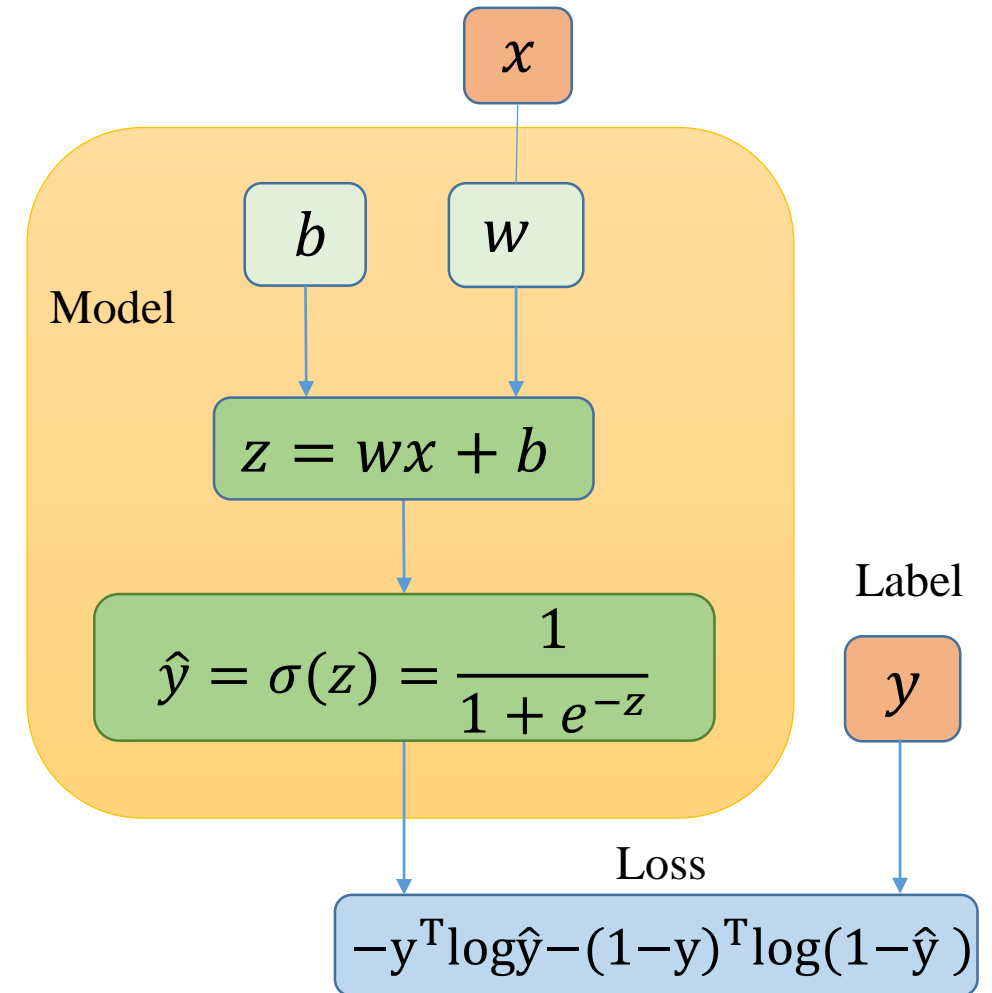 x
b
w
Model
z = wx + b
Label
ŷ = σ(z) = 1 / (1 + e^{−z})
y
Loss
−y^T logŷ−(1−y)^T log(1−ŷ )